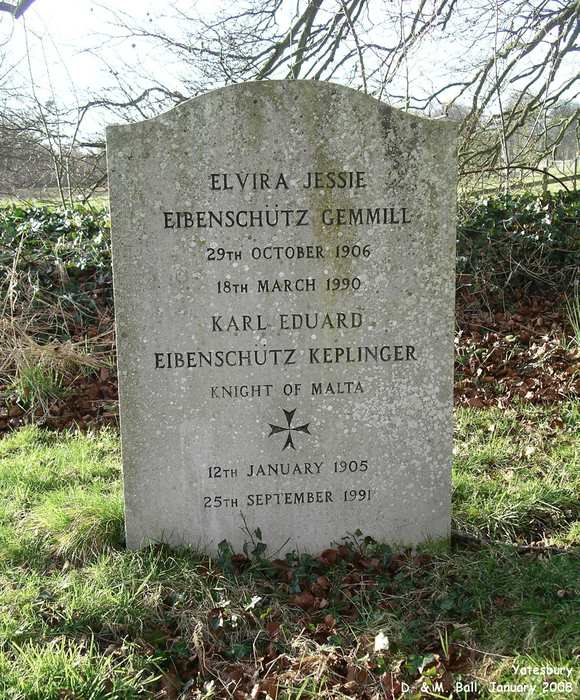 ELVIRA JESSIE
EIBENSCHÜTZ GEMMILL
29TH OCTOBER 1906
18TH MARCH 1990
KARL EDUARD
EIBENSCHÜTZ KEPLINGER
KNIGHT OF MALTA
12TH JANUARY 1905
25TH SEPTEMBER 1991
Yatesbury
D. & M. Ball, January 2008